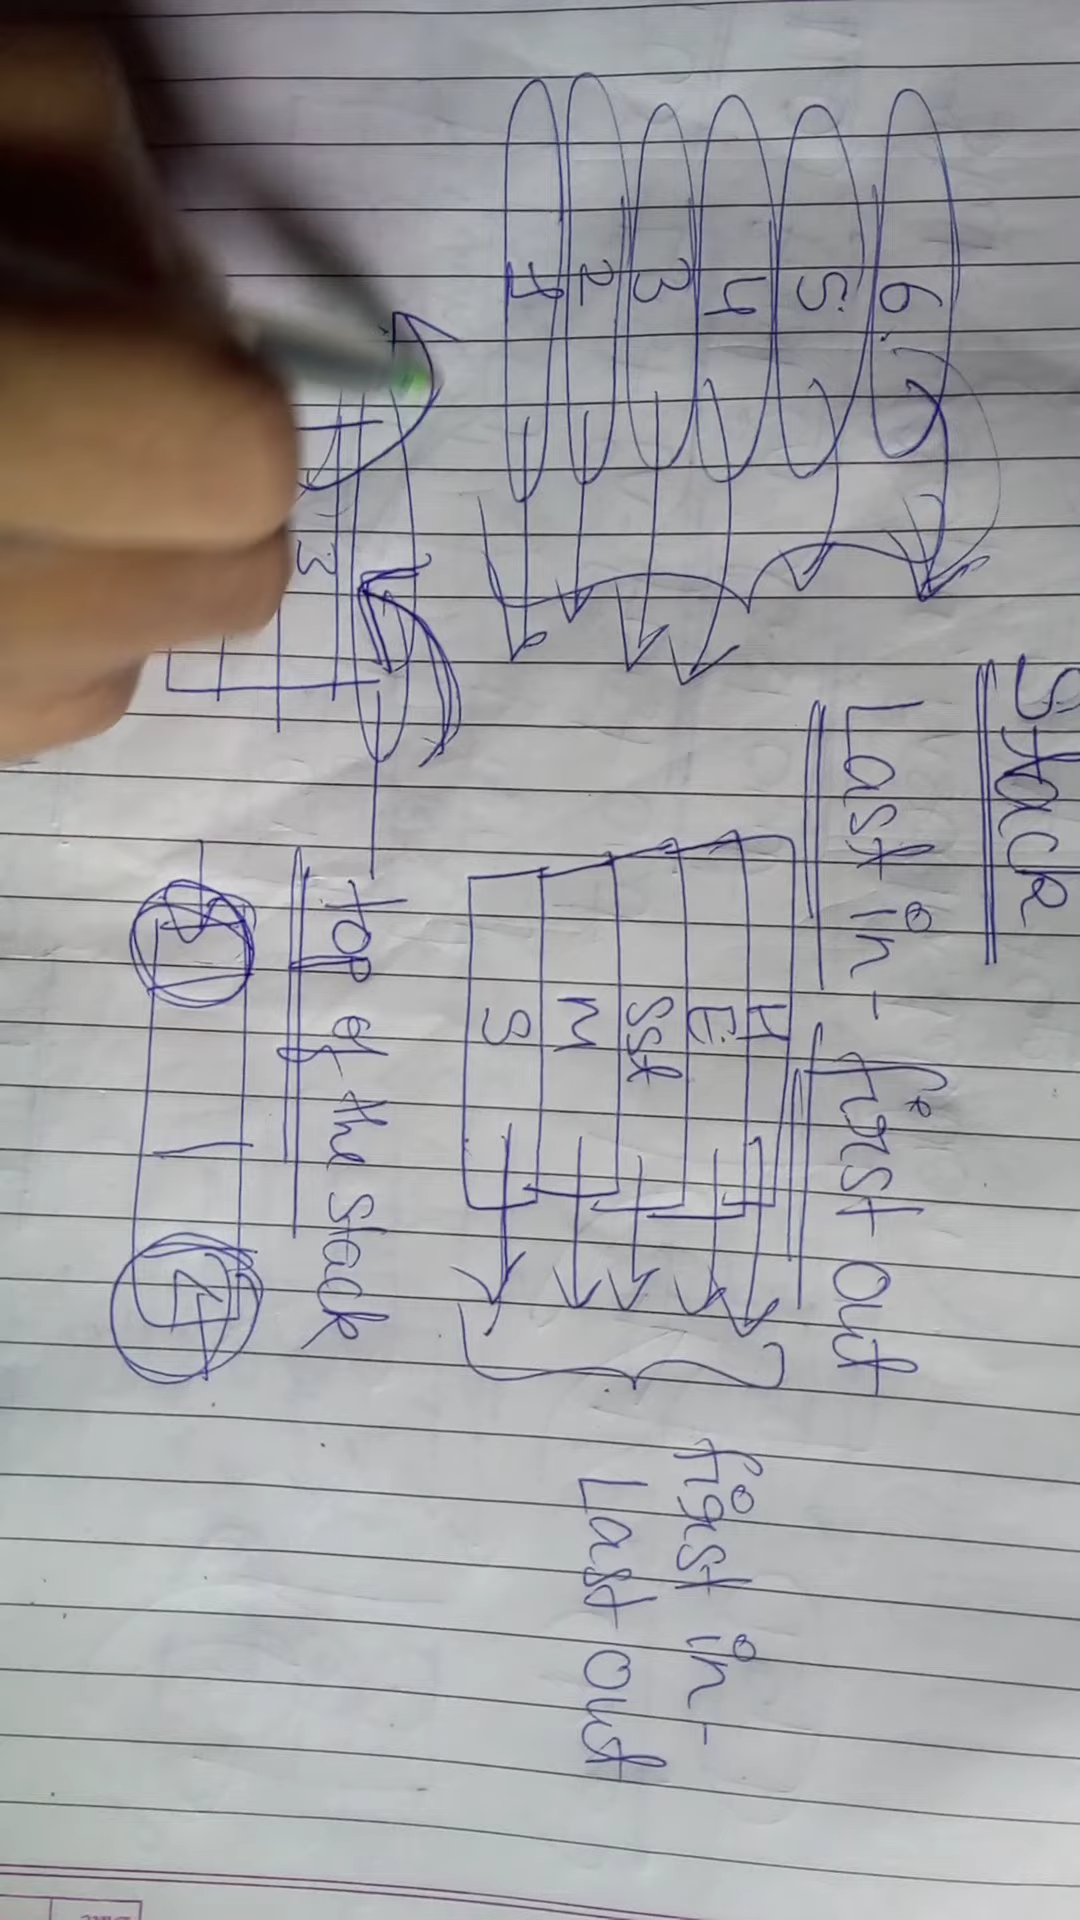 Stack
Last in - first out
6.
5
4
3
2
1
H
E
SSt
M
S
first in -
Last out
top of the Stack
3